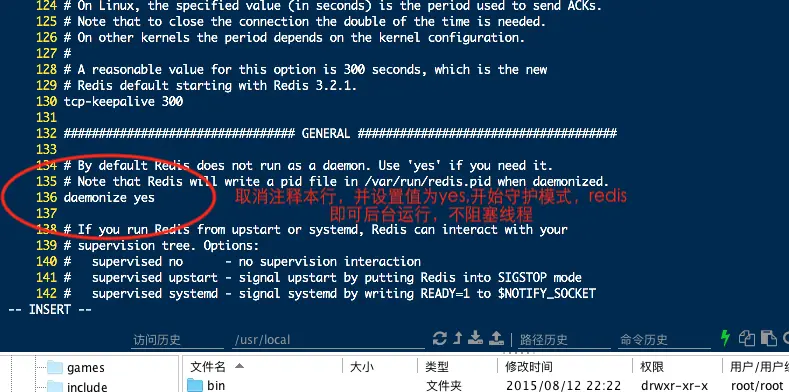 124 # On Linux, the specified value (in seconds) is the period used to send ACKs.
125 # Note that to close the connection the double of the time is needed.
126 # On other kernels the period depends on the kernel configuration.
127 #
128 # A reasonable value for this option is 300 seconds, which is the new
129 # Redis default starting with Redis 3.2.1.
130 tcp-keepalive 300
131
132 ################################# GENERAL #####################################
133
134 # By default Redis does not run as a daemon. Use 'yes' if you need it.
135 # Note that Redis will write a pid file in /var/run/redis.pid when daemonized.
136 daemonize yes
取消注释本行，并设置值为yes,开始守护模式，redis
即可后台运行，不阻塞线程
137
138 # If you run Redis from upstart or systemd, Redis can interact with your
139 # supervision tree. Options:
140 #   supervised no      - no supervision interaction
141 #   supervised upstart - signal upstart by putting Redis into SIGSTOP mode
142 #   supervised systemd - signal systemd by writing READY=1 to $NOTIFY_SOCKET
-- INSERT --
访问历史 /usr/local 路径历史 命令历史
games
include
文件名 大小 类型 修改时间 权限 用户/用户组
bin 文件夹 2015/08/12 22:22 drwxr-xr-x root/root